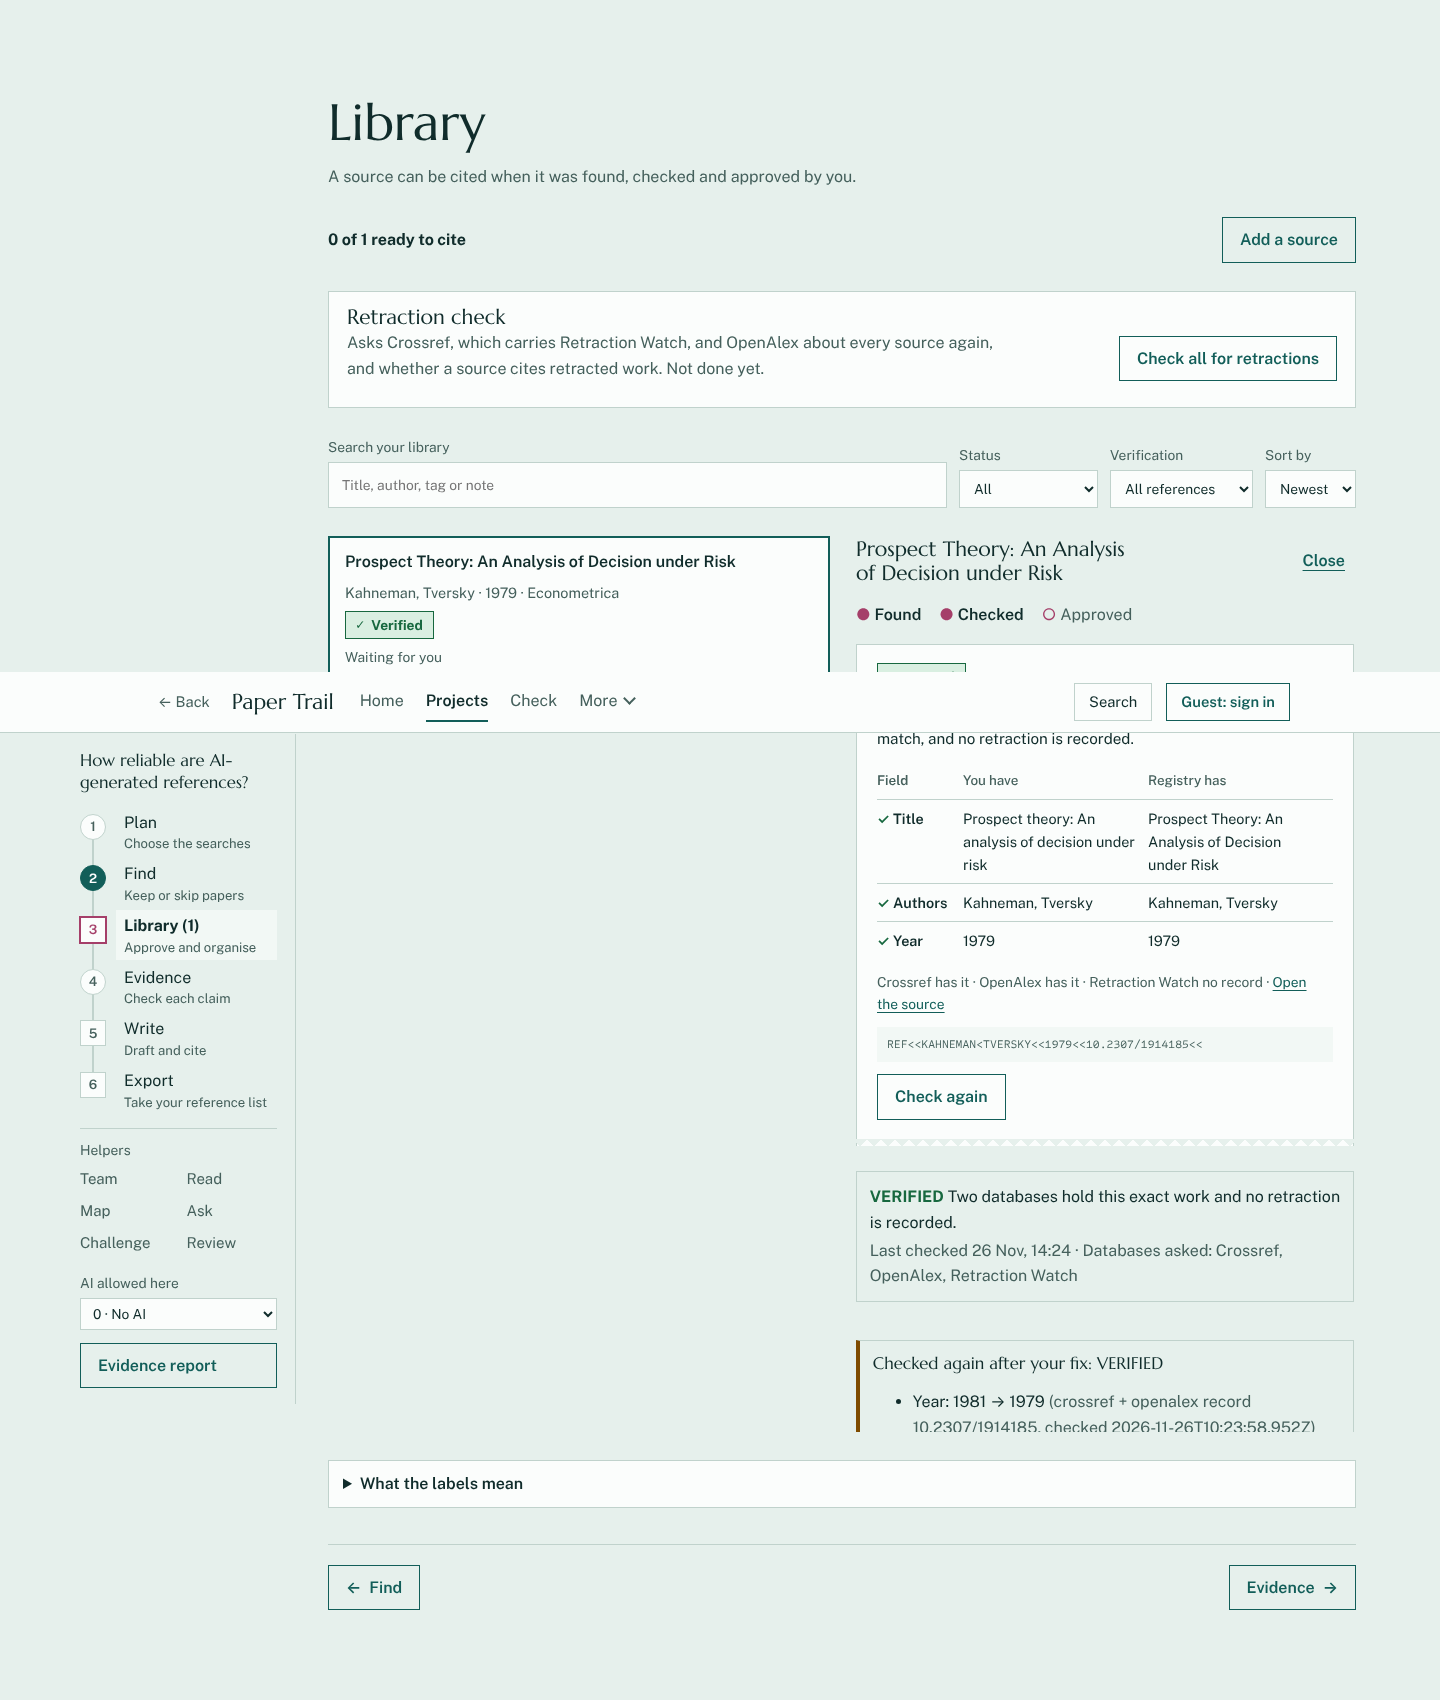 Library
A source can be cited when it was found, checked and approved by you.
0 of 1 ready to cite
Add a source
Retraction check
Asks Crossref, which carries Retraction Watch, and OpenAlex about every source again,
and whether a source cites retracted work. Not done yet.
Check all for retractions
Search your library
Title, author, tag or note
Status
All
Verification
All references
Sort by
Newest
Prospect Theory: An Analysis of Decision under Risk
Kahneman, Tversky · 1979 · Econometrica
✓ Verified
Waiting for you
Prospect Theory: An Analysis
of Decision under Risk
Close
Found
Checked
Approved
← Back
Paper Trail
Home
Projects
Check
More
Search
Guest: sign in
match, and no retraction is recorded.
Field You have Registry has
✓ Title
Prospect theory: An
analysis of decision under
risk
Prospect Theory: An
Analysis of Decision
under Risk
✓ Authors Kahneman, Tversky Kahneman, Tversky
✓ Year 1979 1979
Crossref has it · OpenAlex has it · Retraction Watch no record · Open
the source
REF<<KAHNEMAN<TVERSKY<<1979<<10.2307/1914185<<
Check again
VERIFIED Two databases hold this exact work and no retraction
is recorded.
Last checked 26 Nov, 14:24 · Databases asked: Crossref,
OpenAlex, Retraction Watch
Checked again after your fix: VERIFIED
• Year: 1981 → 1979 (crossref + openalex record
10.2307/1914185, checked 2026-11-26T10:23:58.952Z)
How reliable are AI-
generated references?
1 Plan
Choose the searches
2 Find
Keep or skip papers
3 Library (1)
Approve and organise
4 Evidence
Check each claim
5 Write
Draft and cite
6 Export
Take your reference list
Helpers
Team Read
Map Ask
Challenge Review
AI allowed here
0 · No AI
Evidence report
▶ What the labels mean
← Find
Evidence →